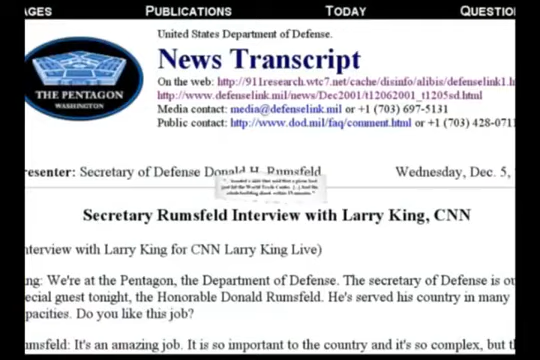 AGES PUBLICATIONS TODAY QUESTIO
United States Department of Defense.
News Transcript
On the web: http://911research.wtc7.net/cache/disinfo/alibis/defenselink1.h
http://www.defenselink.mil/news/Dec2001/t12062001_t1205sd.html
Media contact: media@defenselink.mil or +1 (703) 697-5131
Public contact: http://www.dod.mil/faq/comment.html or +1 (703) 428-0711
THE PENTAGON
WASHINGTON
resenter: Secretary of Defense Donald H. Rumsfeld Wednesday, Dec. 5,
Secretary Rumsfeld Interview with Larry King, CNN
nterview with Larry King for CNN Larry King Live)
ng: We're at the Pentagon, the Department of Defense. The secretary of Defense is ou
ecial guest tonight, the Honorable Donald Rumsfeld. He's served his country in many
pacities. Do you like this job?
umsfeld: It's an amazing job. It is so important to the country and it's so complex, but th